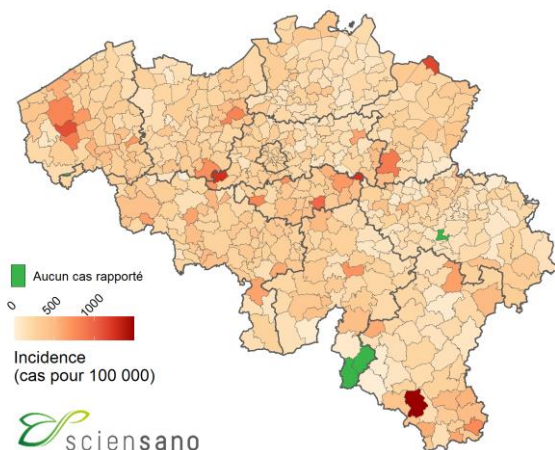 Aucun cas rapporté
0 500 1000
Incidence
(cas pour 100 000)
sciensano